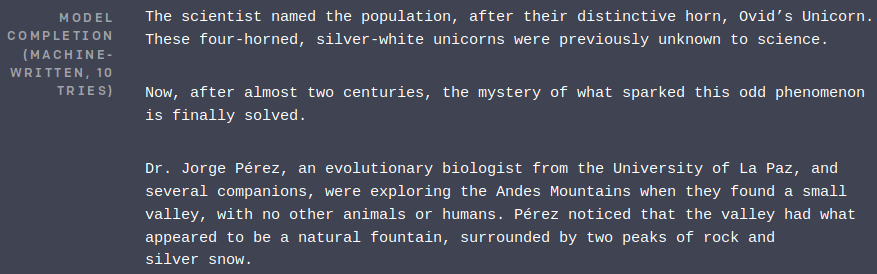 MODEL
COMPLETION
(MACHINE-
WRITTEN, 10
TRIES)
The scientist named the population, after their distinctive horn, Ovid’s Unicorn.
These four-horned, silver-white unicorns were previously unknown to science.
Now, after almost two centuries, the mystery of what sparked this odd phenomenon
is finally solved.
Dr. Jorge Pérez, an evolutionary biologist from the University of La Paz, and
several companions, were exploring the Andes Mountains when they found a small
valley, with no other animals or humans. Pérez noticed that the valley had what
appeared to be a natural fountain, surrounded by two peaks of rock and
silver snow.